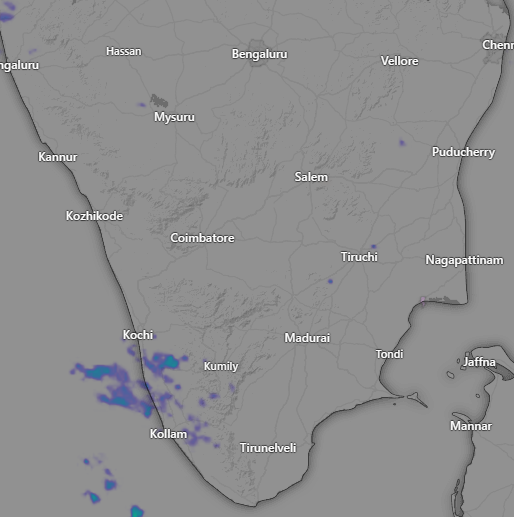 Hassan
Bengaluru
Chenn
ngaluru
Vellore
Mysuru
Kannur
Puducherry
Salem
Kozhikode
Coimbatore
Tiruchi
Nagapattinam
Kochi
Madurai
Tondi
Kumily
Jaffna
Mannar
Kollam
Tirunelveli